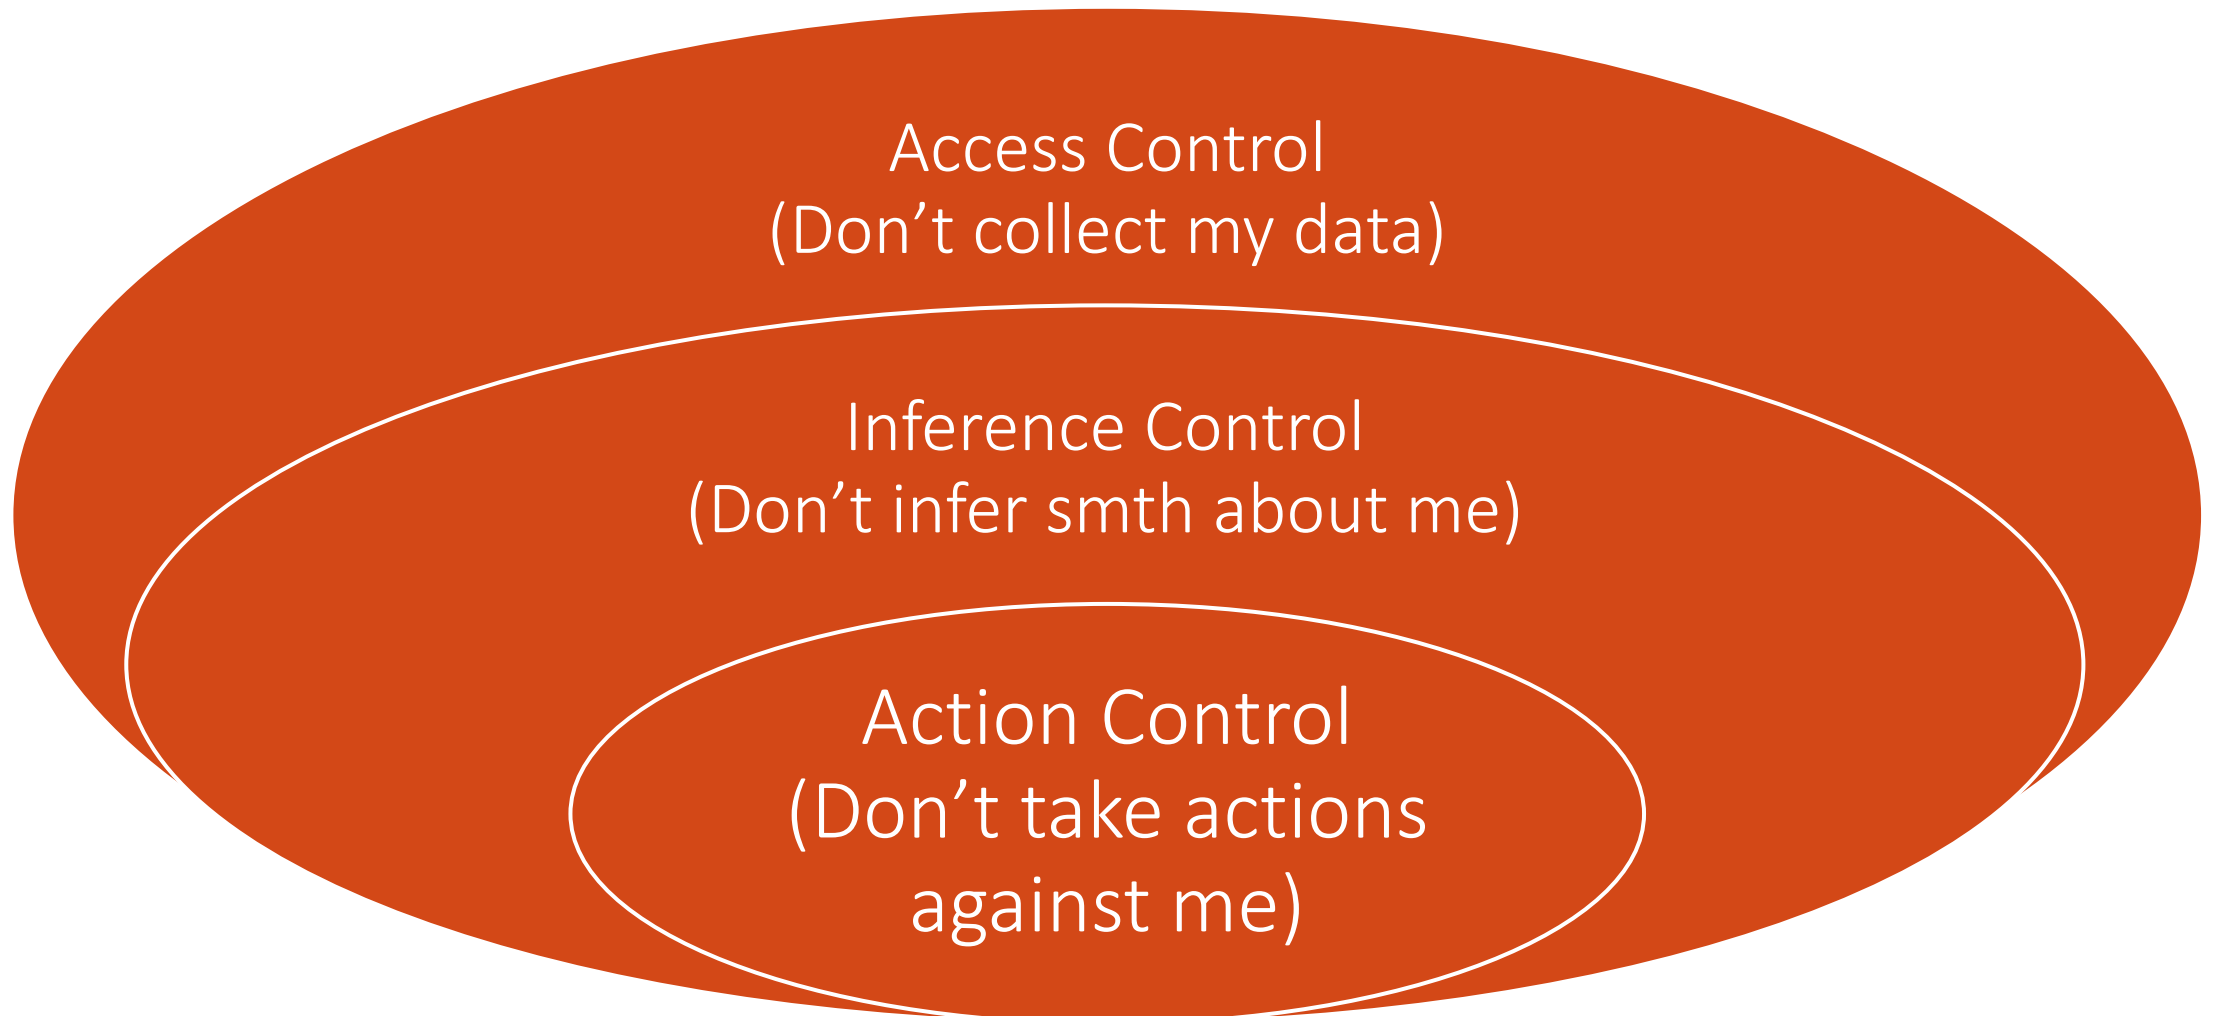 Access Control
(Don’t collect my data)
Inference Control
(Don’t infer smth about me)
Action Control
(Don’t take actions
against me)